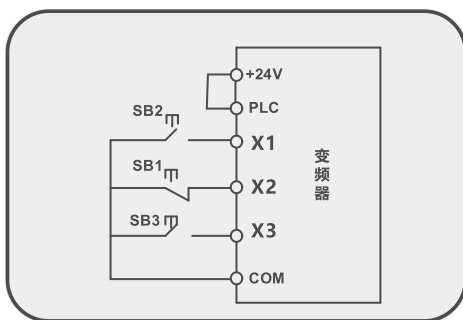 +24V
PLC
SB2
X1
SB1
X2
SB3
X3
COM
变频器